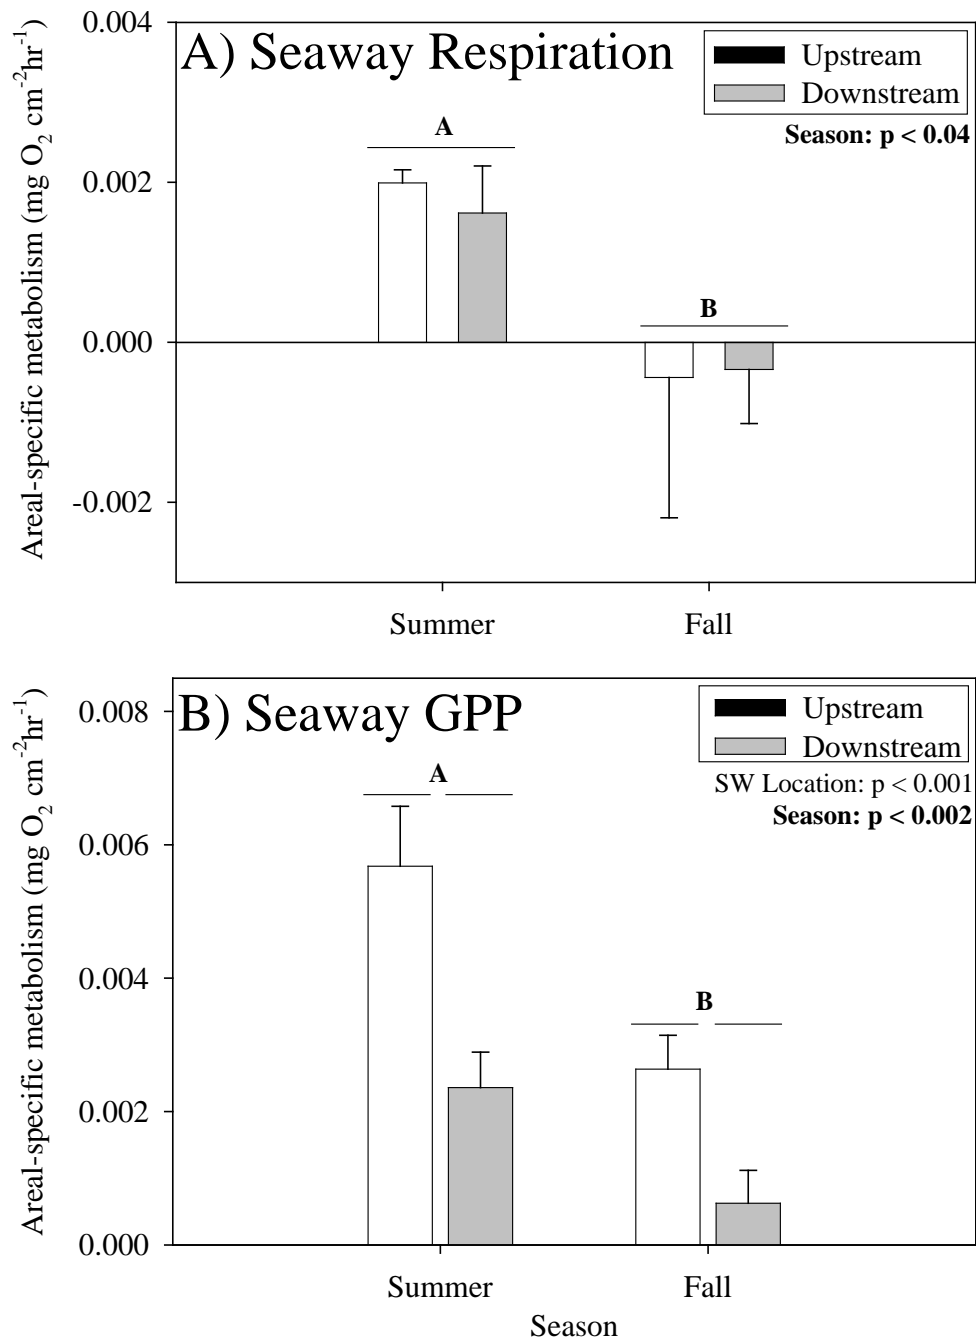 A) Seaway Respiration
Upstream
Downstream
Season: p < 0.04
Areal-specific metabolism (mg O₂ cm⁻²hr⁻¹)
0.004
0.002
0.000
-0.002
A
B
Summer
Fall
B) Seaway GPP
Upstream
Downstream
SW Location: p < 0.001
Season: p < 0.002
Areal-specific metabolism (mg O₂ cm⁻²hr⁻¹)
0.008
0.006
0.004
0.002
0.000
A
B
Summer
Fall
Season